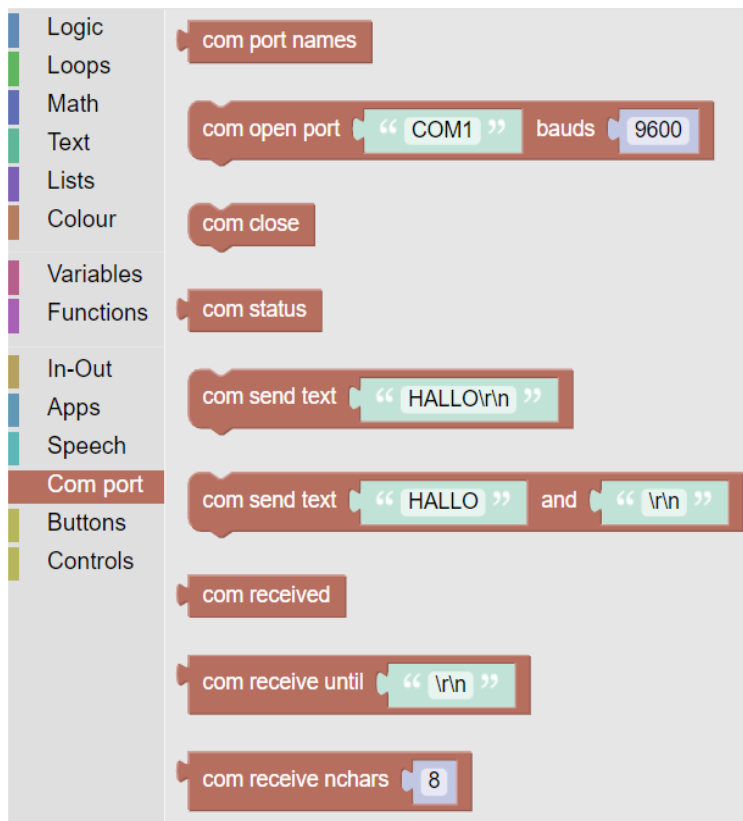 Logic
Loops
Math
Text
Lists
Colour
Variables
Functions
In-Out
Apps
Speech
Com port
Buttons
Controls
com port names
com open port “ COM1 ” bauds 9600
com close
com status
com send text “ HALLO\r\n ”
com send text “ HALLO ” and “ \r\n ”
com received
com receive until “ \r\n ”
com receive nchars 8